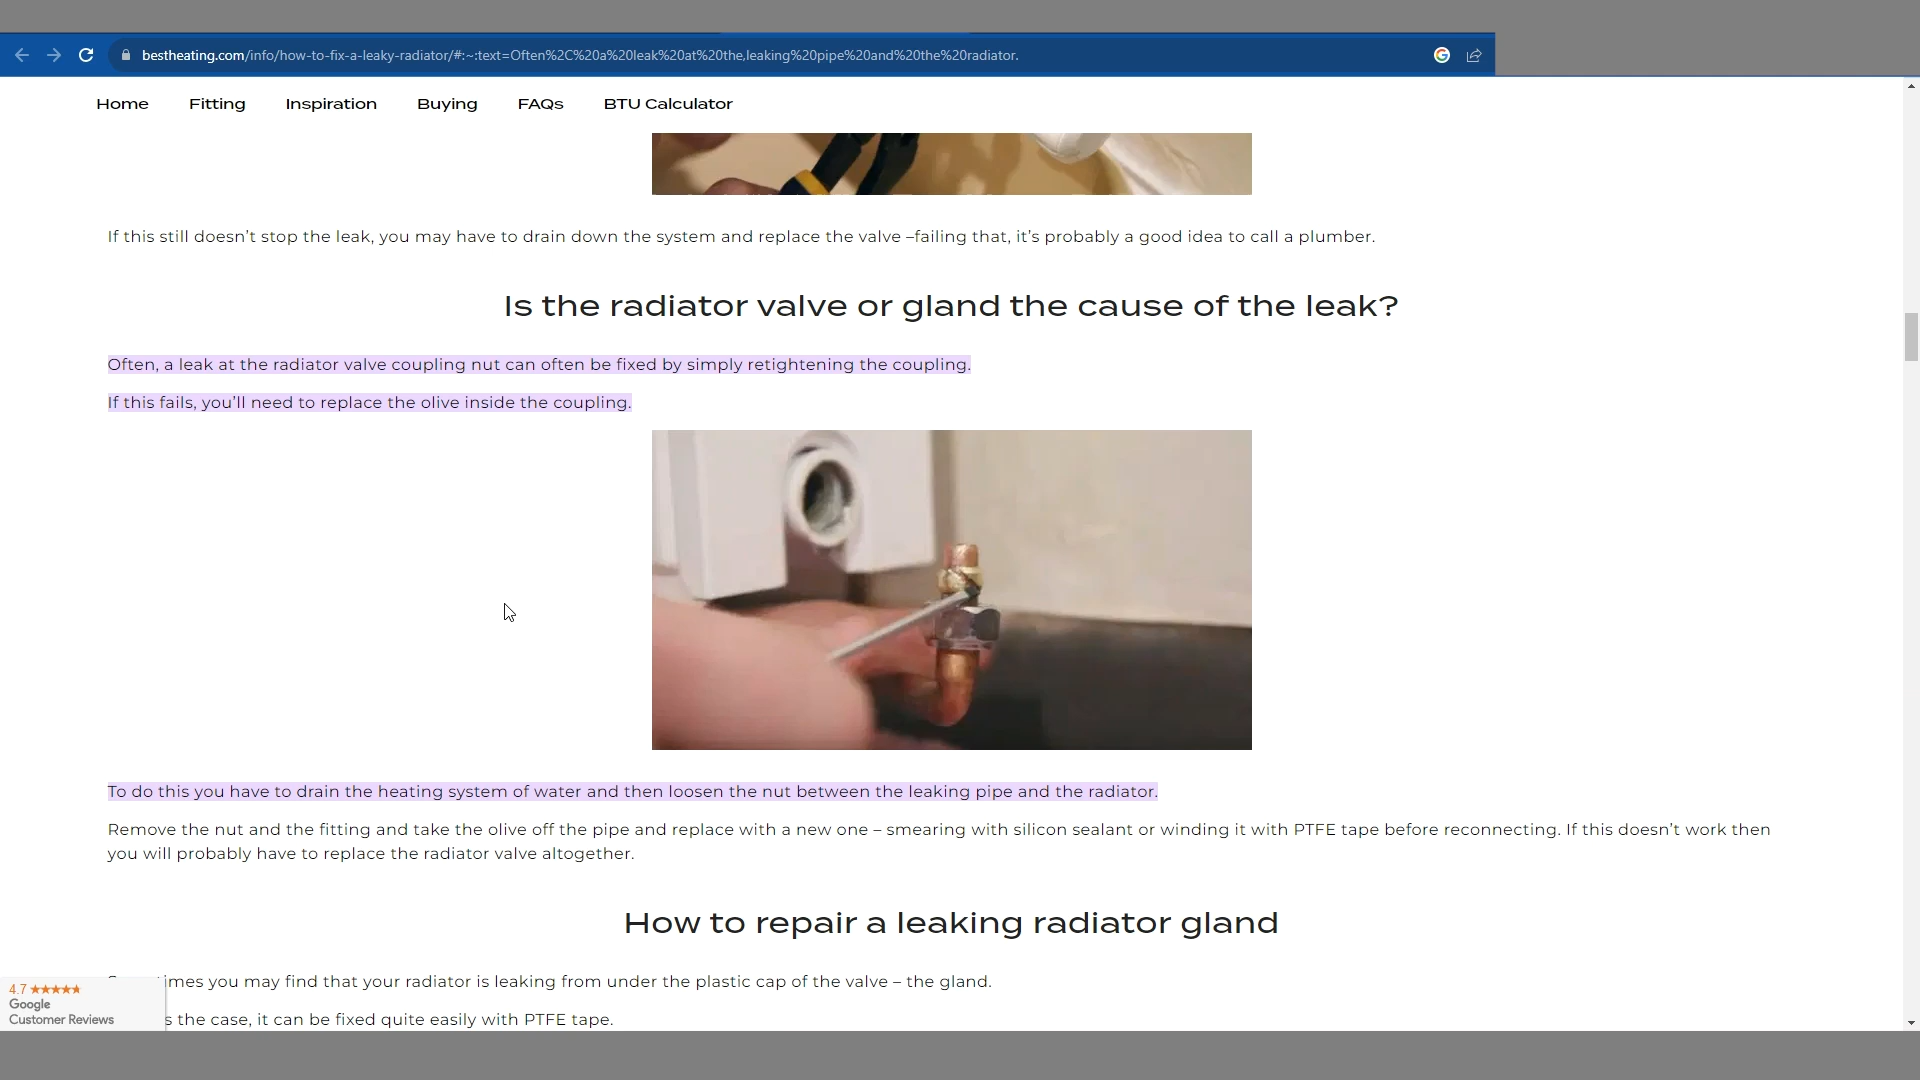 bestheating.com/info/how-to-fix-a-leaky-radiator/#:~:text=Often%2C%20a%20leak%20at%20the,leaking%20pipe%20and%20the%20radiator.
Home Fitting Inspiration Buying FAQs BTU Calculator
If this still doesn’t stop the leak, you may have to drain down the system and replace the valve –failing that, it’s probably a good idea to call a plumber.
Is the radiator valve or gland the cause of the leak?
Often, a leak at the radiator valve coupling nut can often be fixed by simply retightening the coupling.
If this fails, you’ll need to replace the olive inside the coupling.
To do this you have to drain the heating system of water and then loosen the nut between the leaking pipe and the radiator.
Remove the nut and the fitting and take the olive off the pipe and replace with a new one – smearing with silicon sealant or winding it with PTFE tape before reconnecting. If this doesn’t work then
you will probably have to replace the radiator valve altogether.
How to repair a leaking radiator gland
you may find that your radiator is leaking from under the plastic cap of the valve – the gland.
the case, it can be fixed quite easily with PTFE tape.
4.7
Google
Customer Reviews